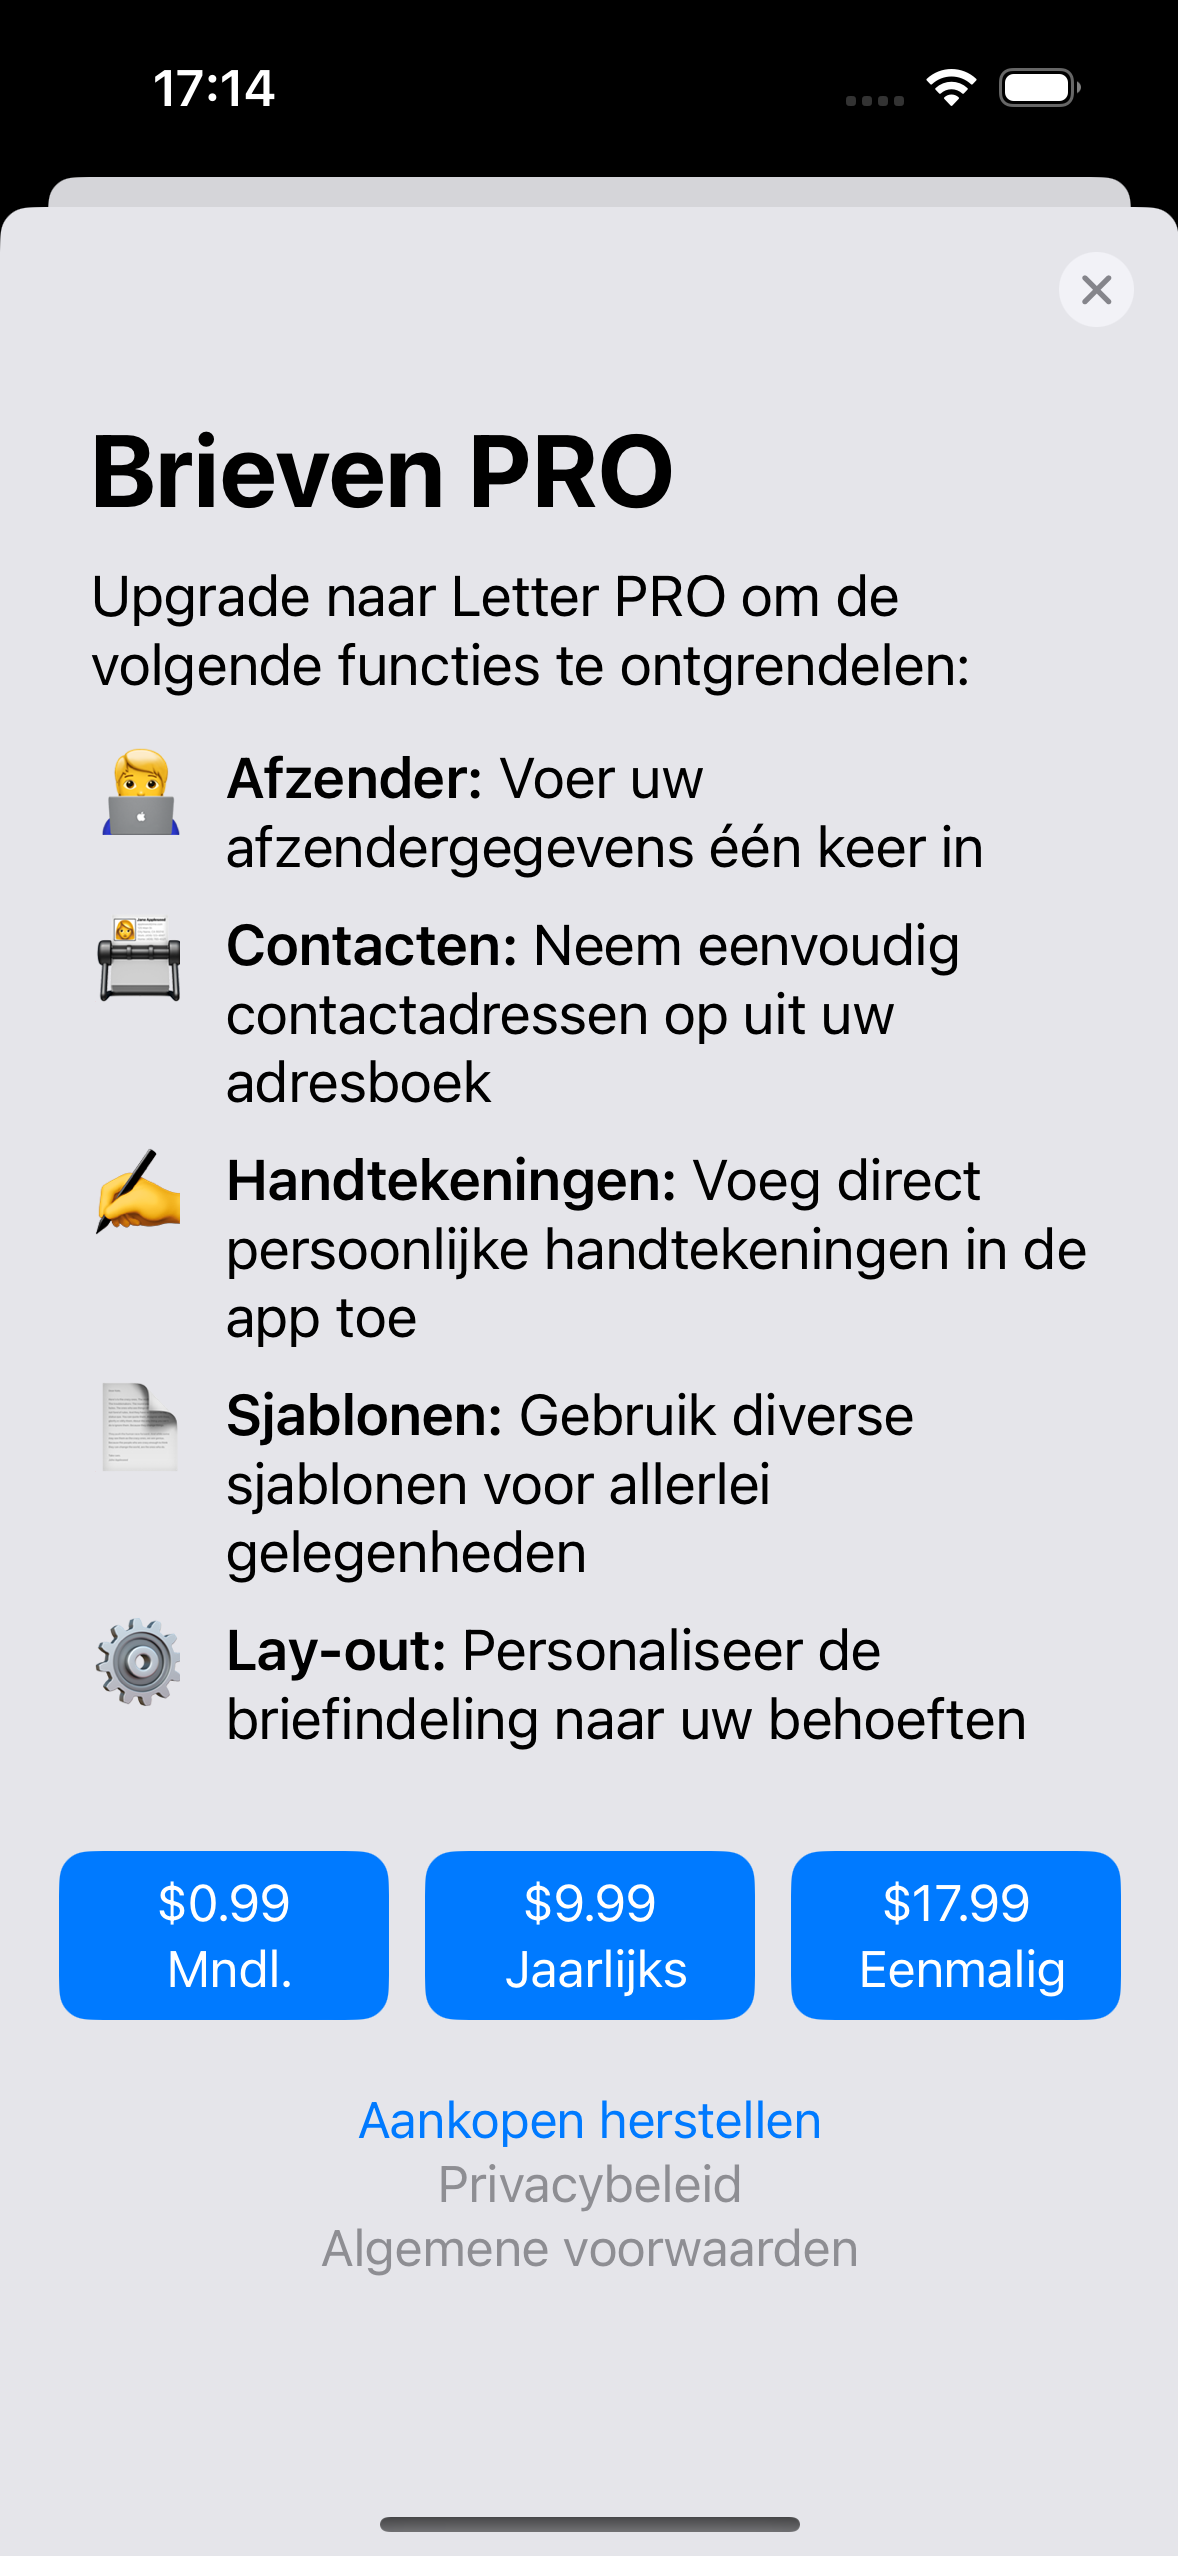 17:14
Brieven PRO
Upgrade naar Letter PRO om de
volgende functies te ontgrendelen:
Afzender: Voer uw
afzendergegevens één keer in
Contacten: Neem eenvoudig
contactadressen op uit uw
adresboek
Handtekeningen: Voeg direct
persoonlijke handtekeningen in de
app toe
Sjablonen: Gebruik diverse
sjablonen voor allerlei
gelegenheden
Lay-out: Personaliseer de
briefindeling naar uw behoeften
$0.99
Mndl.
$9.99
Jaarlijks
$17.99
Eenmalig
Aankopen herstellen
Privacybeleid
Algemene voorwaarden